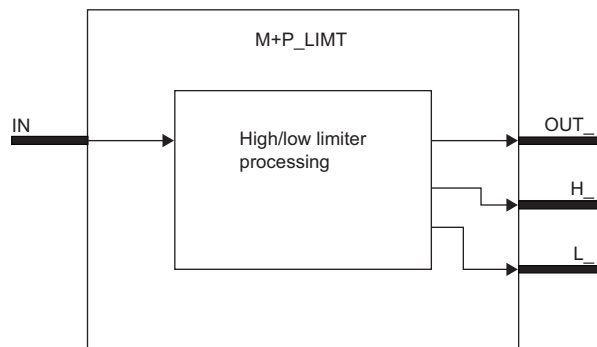 M+P_LIMT
IN
High/low limiter
processing
OUT_
H_
L_